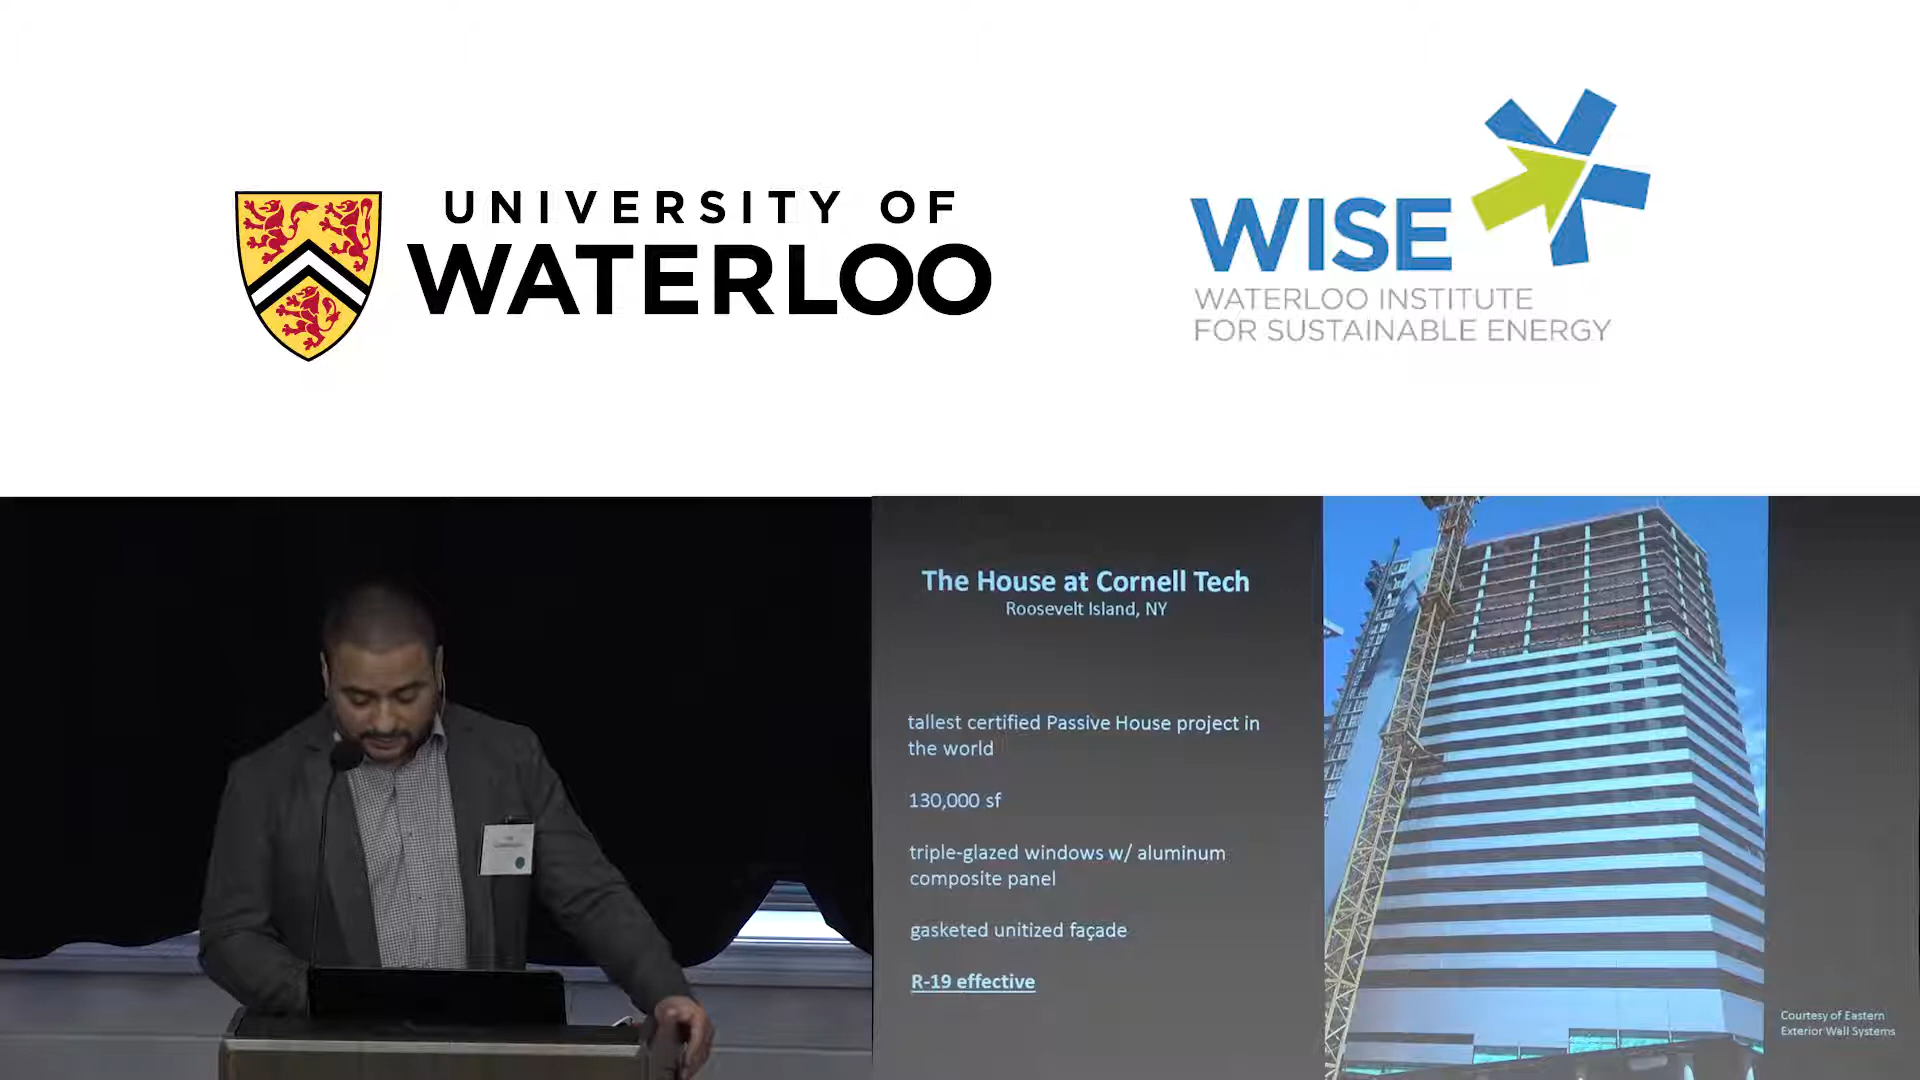 UNIVERSITY OF
WATERLOO
WISE
WATERLOO INSTITUTE
FOR SUSTAINABLE ENERGY
The House at Cornell Tech
Roosevelt Island, NY
tallest certified Passive House project in
the world
130,000 sf
triple-glazed windows w/ aluminum
composite panel
gasketed unitized façade
R-19 effective
Courtesy of Eastern
Exterior Wall Systems